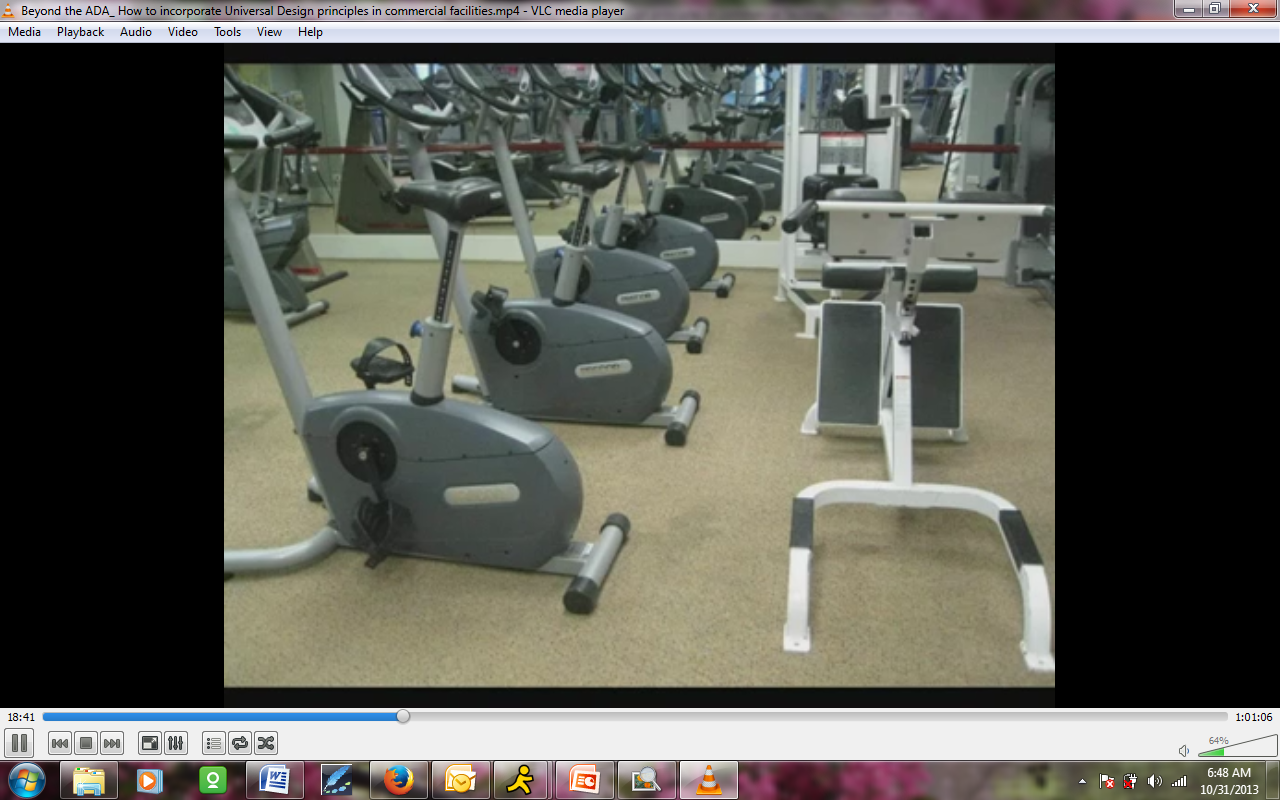 Beyond the ADA_ How to incorporate Universal Design principles in commercial facilities.mp4 - VLC media player
Media Playback Audio Video Tools View Help
18:41
1:01:06
64%
6:48 AM
10/31/2013